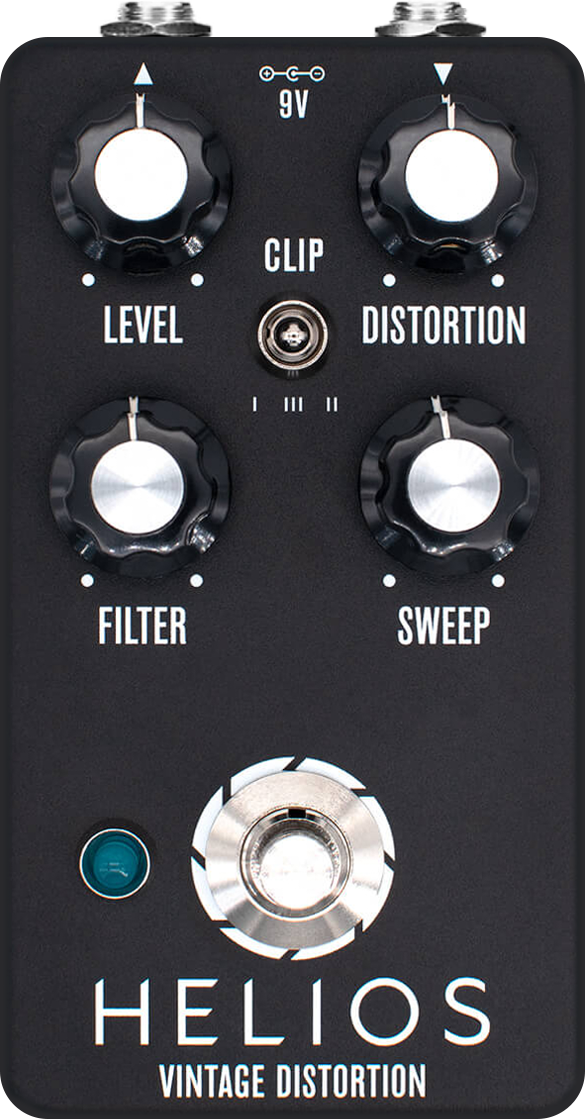 9V
CLIP
LEVEL
DISTORTION
I III II
FILTER
SWEEP
HELIOS
VINTAGE DISTORTION